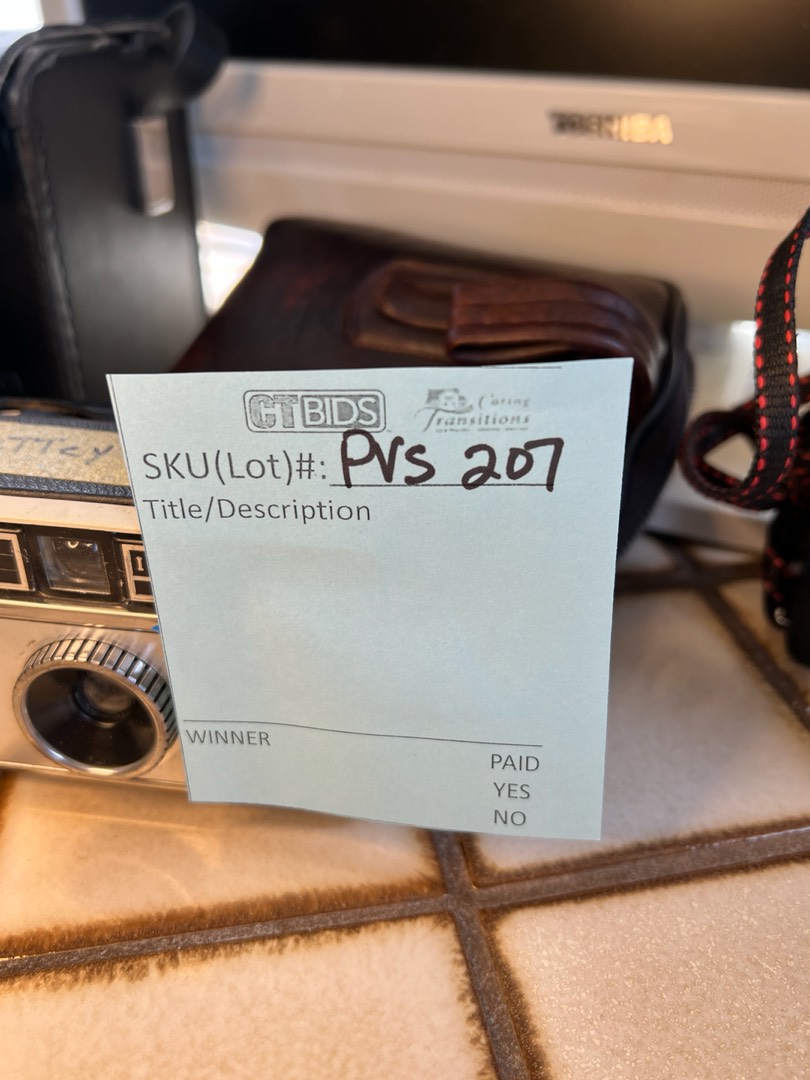 TOSHIBA
CTBIDS
Caring
Transitions
SKU(Lot)#: PVS 207
Title/Description
WINNER
PAID
YES
NO